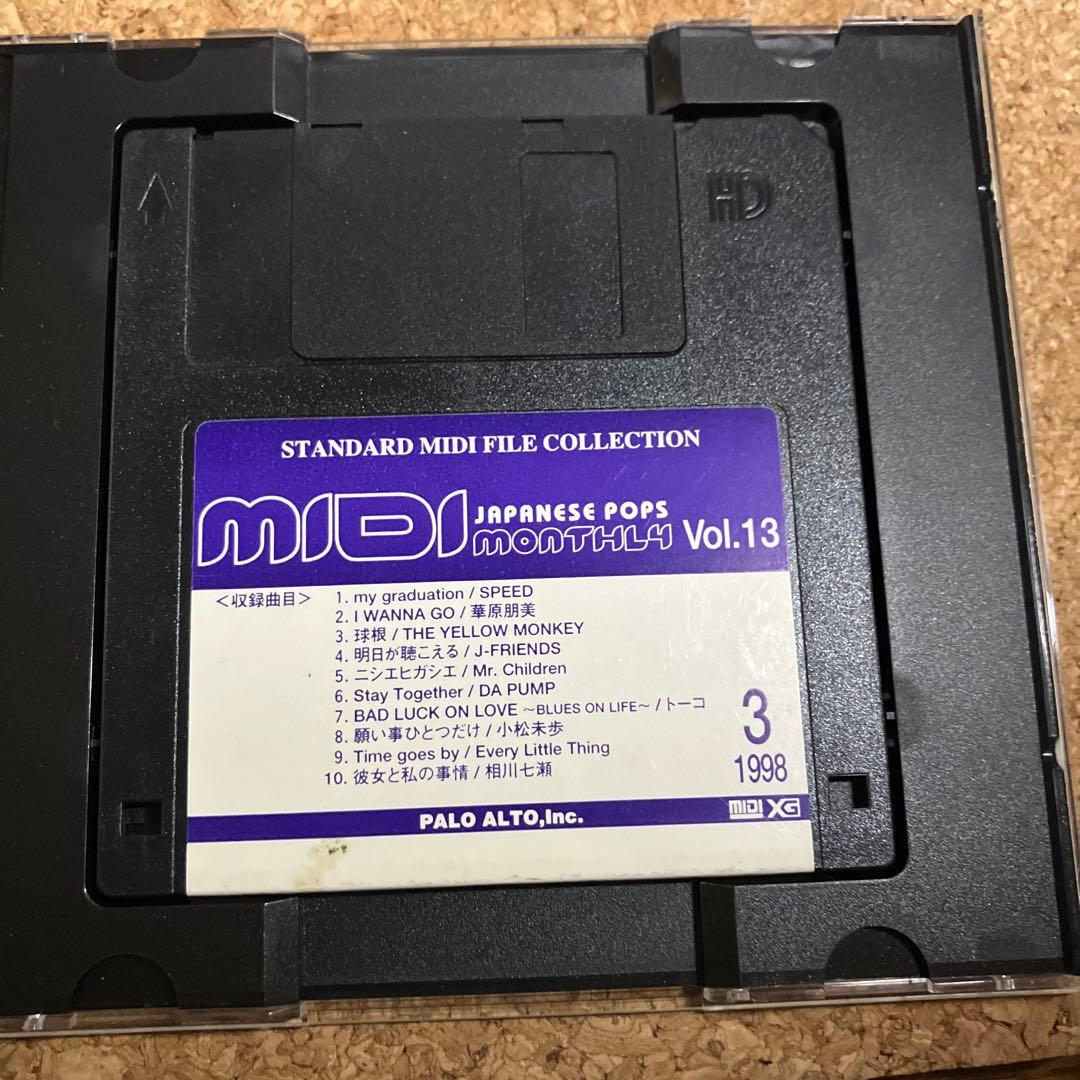 HD
STANDARD MIDI FILE COLLECTION
MIDI JAPANESE POPS MONTHLY Vol.13
＜収録曲目＞
1. my graduation / SPEED
2. I WANNA GO / 華原朋美
3. 球根 / THE YELLOW MONKEY
4. 明日が聴こえる / J-FRIENDS
5. ニシエヒガシエ / Mr. Children
6. Stay Together / DA PUMP
7. BAD LUCK ON LOVE ～BLUES ON LIFE～ / トーコ
8. 願い事ひとつだけ / 小松未歩
9. Time goes by / Every Little Thing
10. 彼女と私の事情 / 相川七瀬
3
1998
PALO ALTO,Inc.
MIDI XG